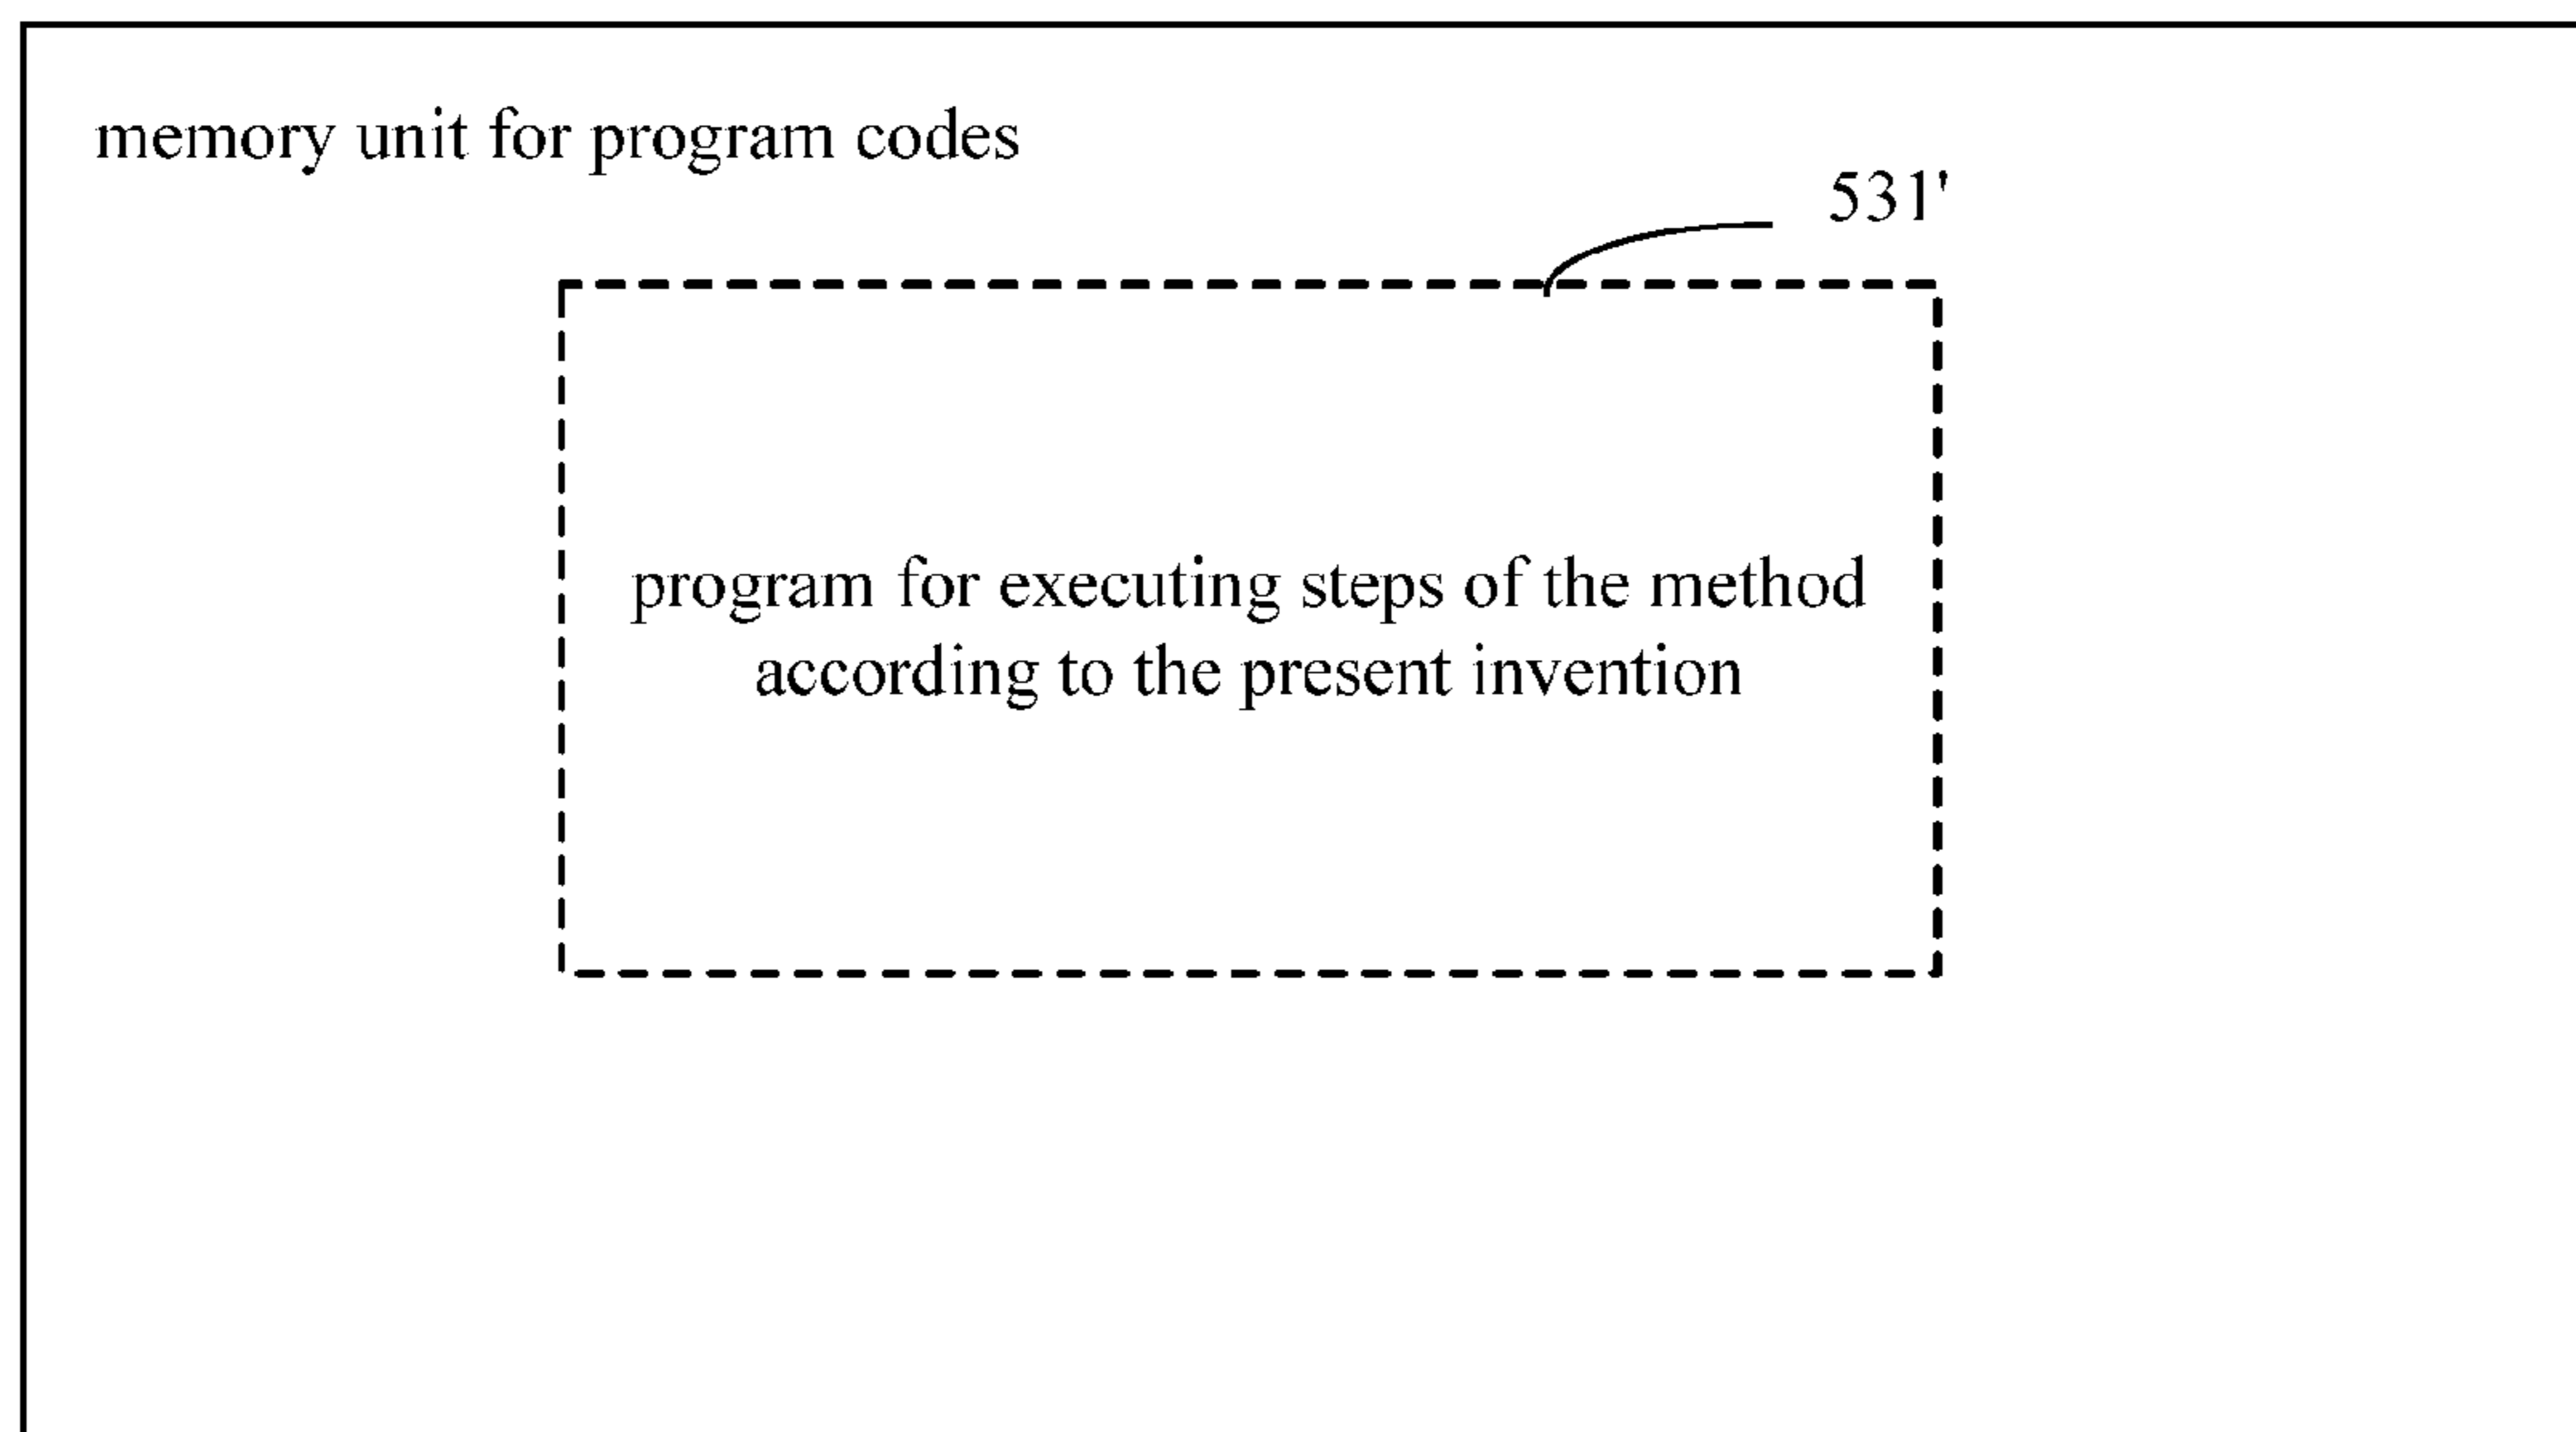 memory unit for program codes
531'
program for executing steps of the method
according to the present invention